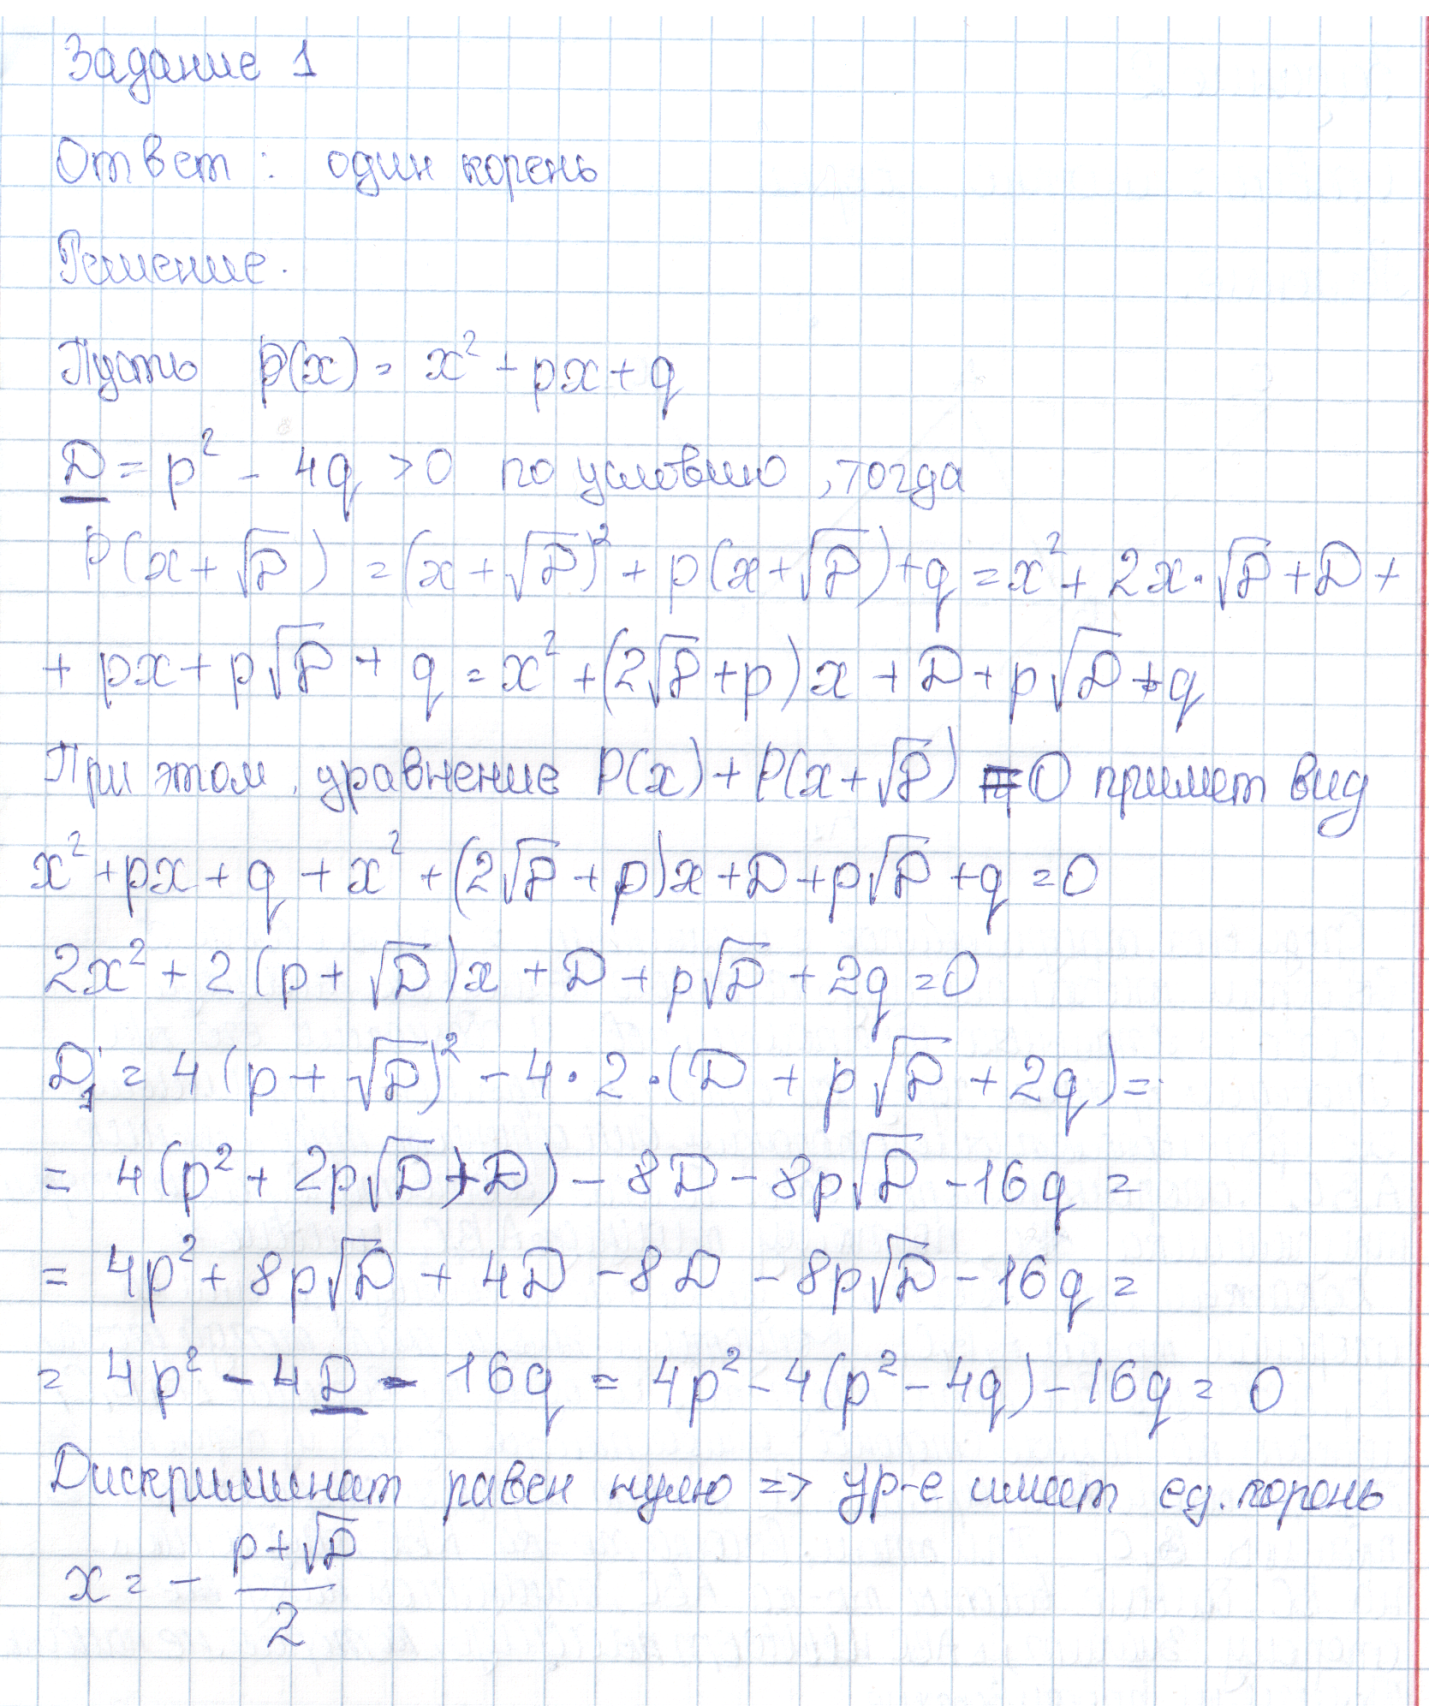 Задание 1
Ответ: один корень
Решение.
Пусть P(x) = x² + px + q
D = p² - 4q > 0 по условию, тогда
P(x + √D) = (x + √D)² + p(x + √D) + q = x² + 2x·√D + D +
+ px + p√D + q = x² + (2√D + p)x + D + p√D + q
При этом, уравнение P(x) + P(x + √D) = 0 примет вид
x² + px + q + x² + (2√D + p)x + D + p√D + q = 0
2x² + 2(p + √D)x + D + p√D + 2q = 0
D₁ = 4(p + √D)² - 4·2·(D + p√D + 2q) =
= 4(p² + 2p√D + D) - 8D - 8p√D - 16q =
= 4p² + 8p√D + 4D - 8D - 8p√D - 16q =
= 4p² - 4D - 16q = 4p² - 4(p² - 4q) - 16q = 0
Дискриминант равен нулю => ур-е имеет ед. корень
x = - (p + √D)/2